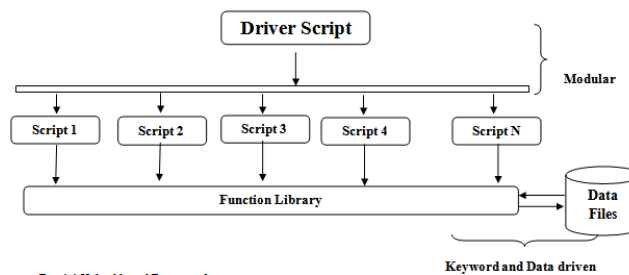 Driver Script
Modular
Script 1
Script 2
Script 3
Script 4
Script N
Function Library
Data
Files
Keyword and Data driven